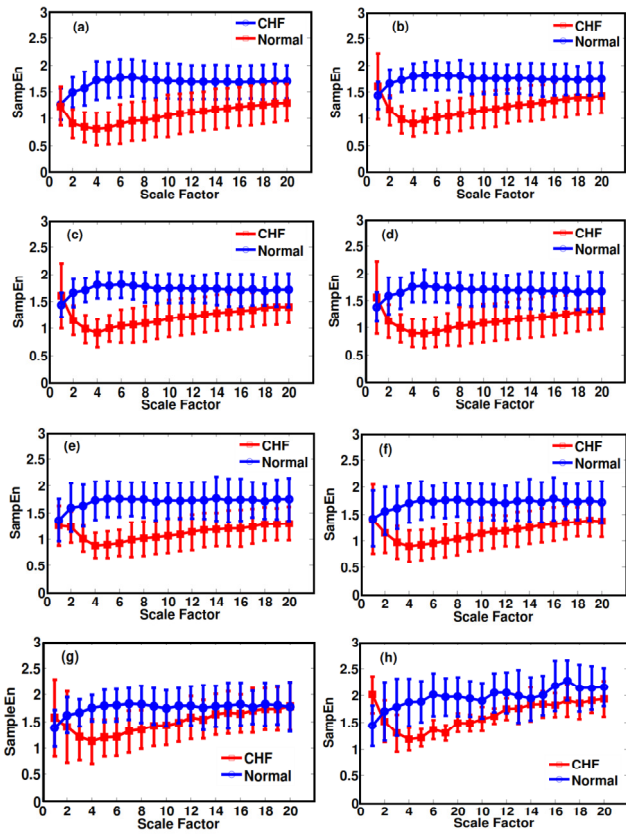 3
2.5
2
1.5
1
0.5
0
SampEn
(a)
CHF
Normal
0 2 4 6 8 10 12 14 16 18 20
Scale Factor
3
2.5
2
1.5
1
0.5
0
SampEn
(b)
CHF
Normal
0 2 4 6 8 10 12 14 16 18 20
Scale Factor
3
2.5
2
1.5
1
0.5
0
SampEn
(c)
CHF
Normal
0 2 4 6 8 10 12 14 16 18 20
Scale Factor
3
2.5
2
1.5
1
0.5
0
SampEn
(d)
CHF
Normal
0 2 4 6 8 10 12 14 16 18 20
Scale Factor
3
2.5
2
1.5
1
0.5
0
SampEn
(e)
CHF
Normal
0 2 4 6 8 10 12 14 16 18 20
Scale Factor
3
2.5
2
1.5
1
0.5
0
SampEn
(f)
CHF
Normal
0 2 4 6 8 20 10 12 14 16 18 20
Scale Factor
3
2.5
2
1.5
1
0.5
0
SampleEn
(g)
CHF
Normal
0 2 4 6 8 10 12 14 16 18 20
Scale Factor
3
2.5
2
1.5
1
0.5
0
SampEn
(h)
CHF
Normal
0 2 4 6 8 10 12 14 16 18 20
Scale Factor